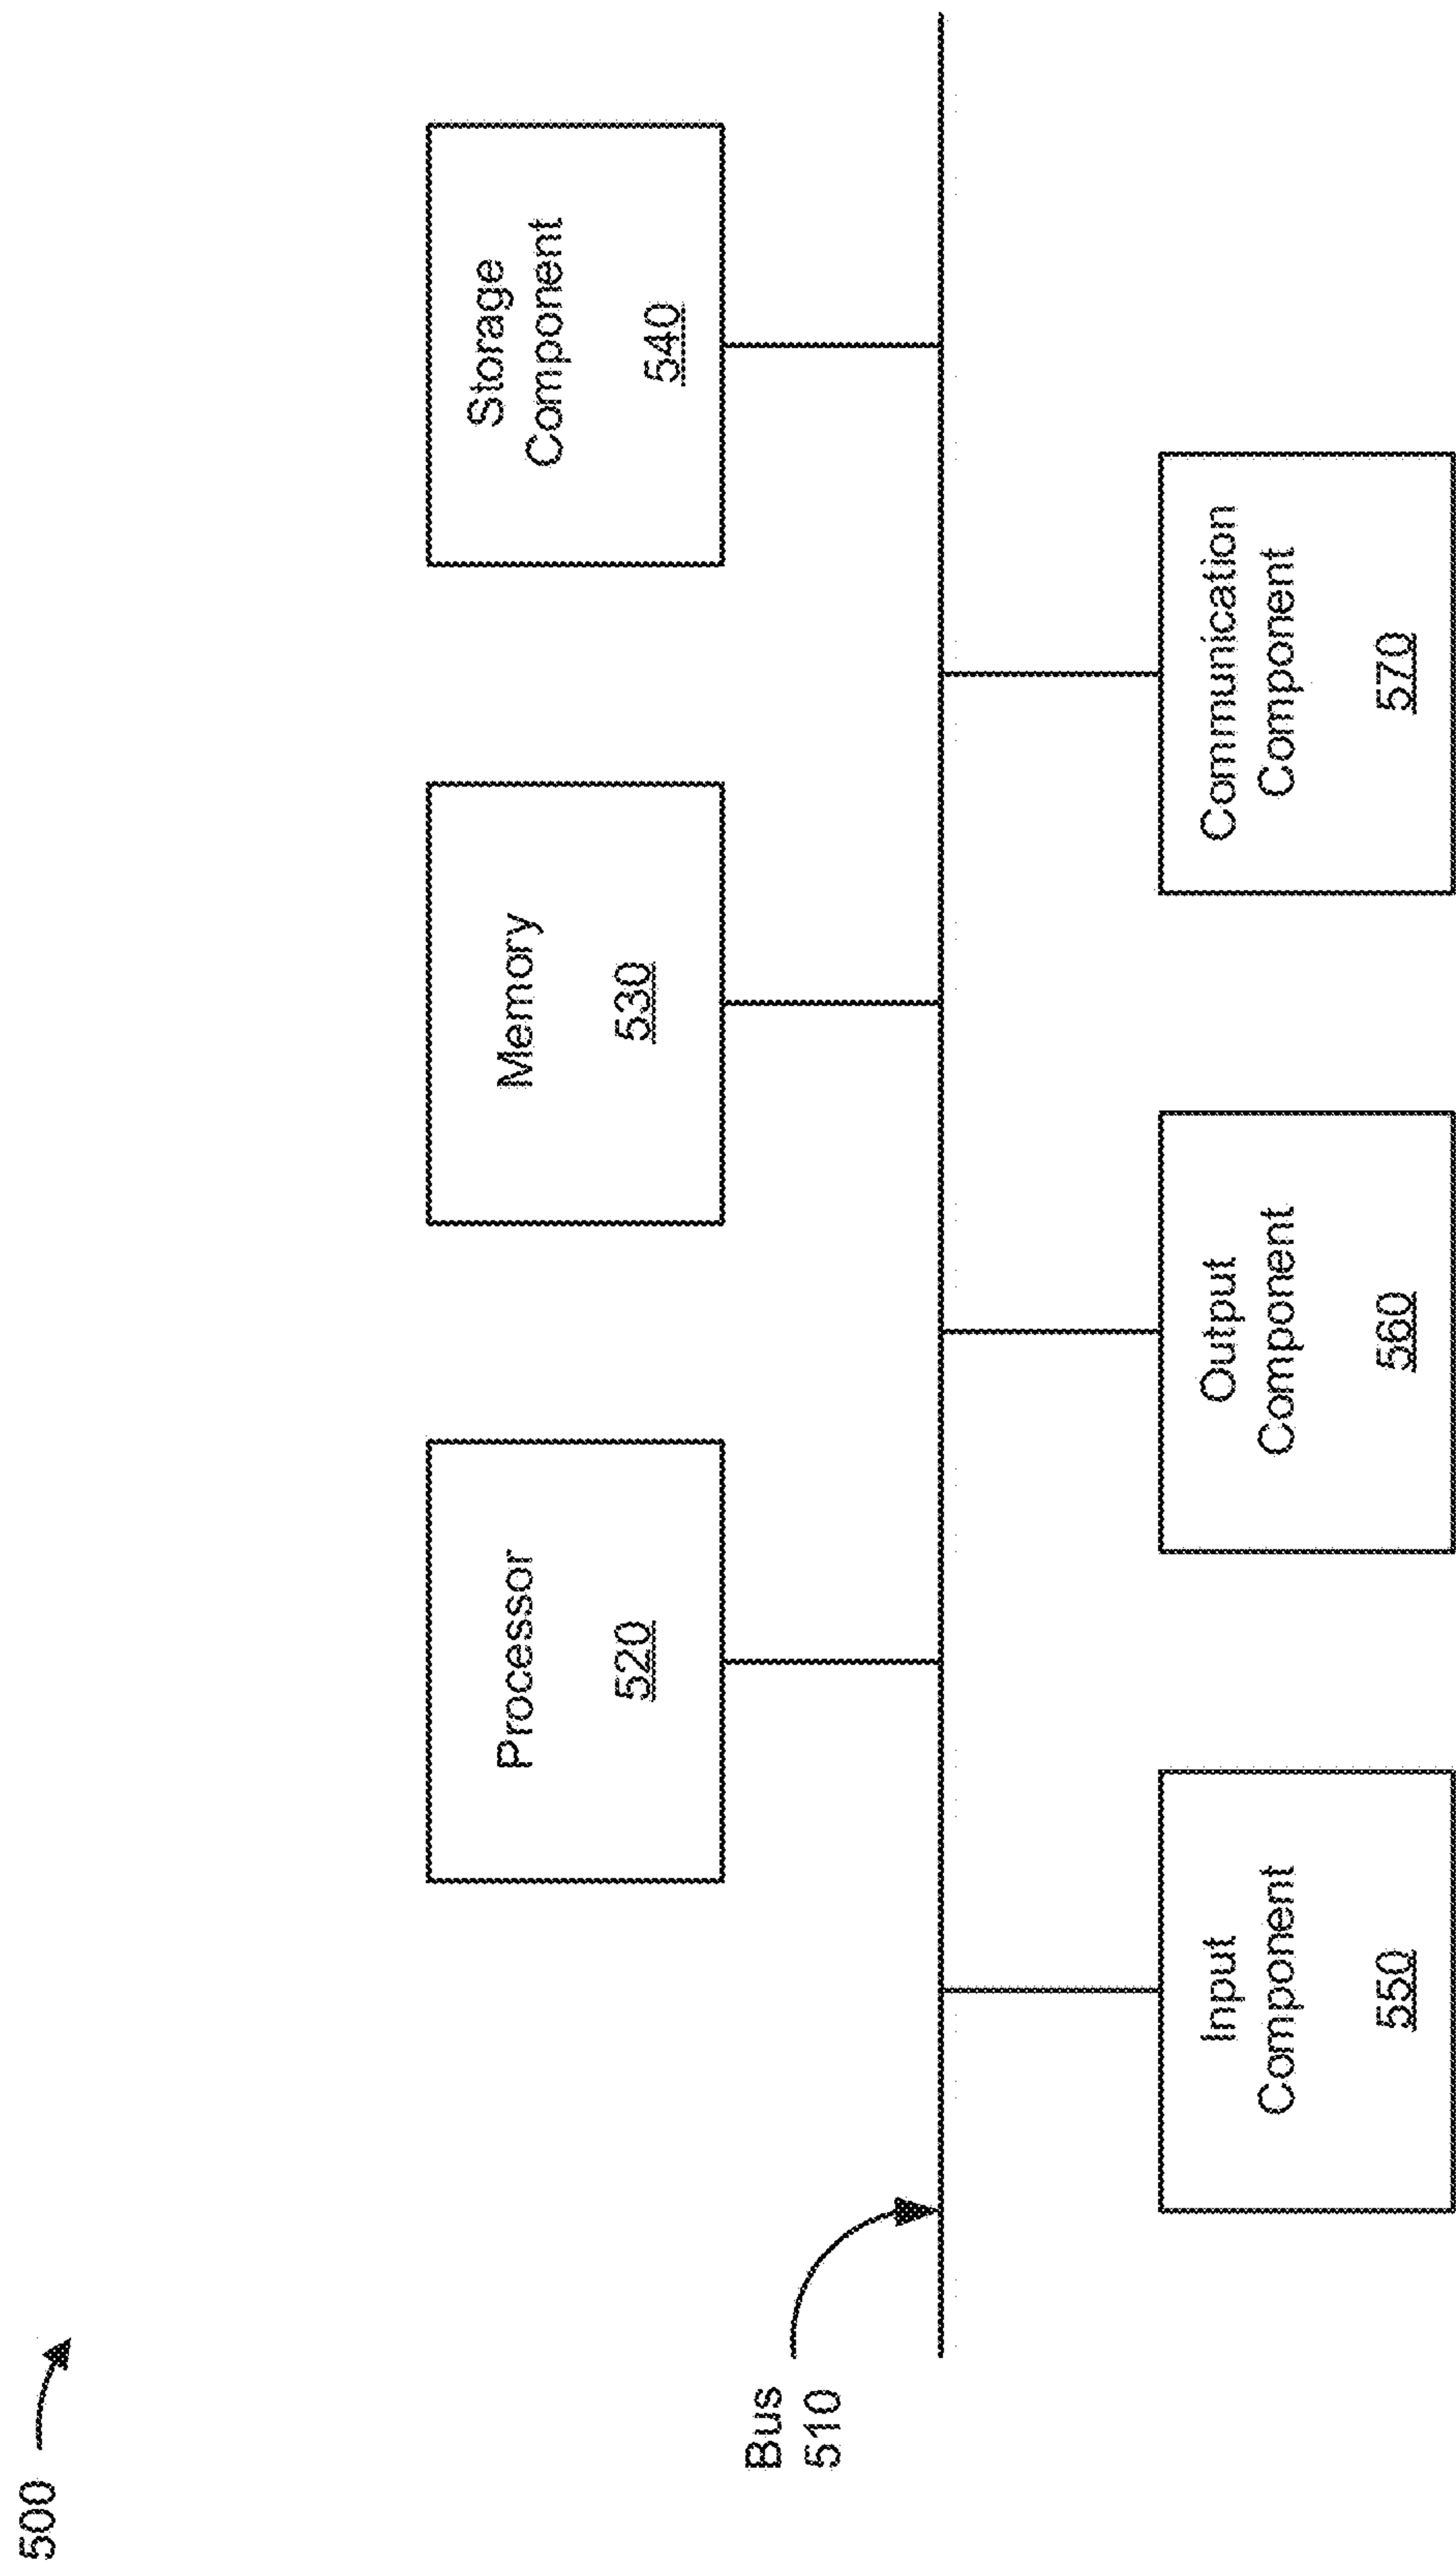 500
Processor
520
Memory
530
Storage
Component
540
Bus
510
Input
Component
550
Output
Component
560
Communication
Component
570